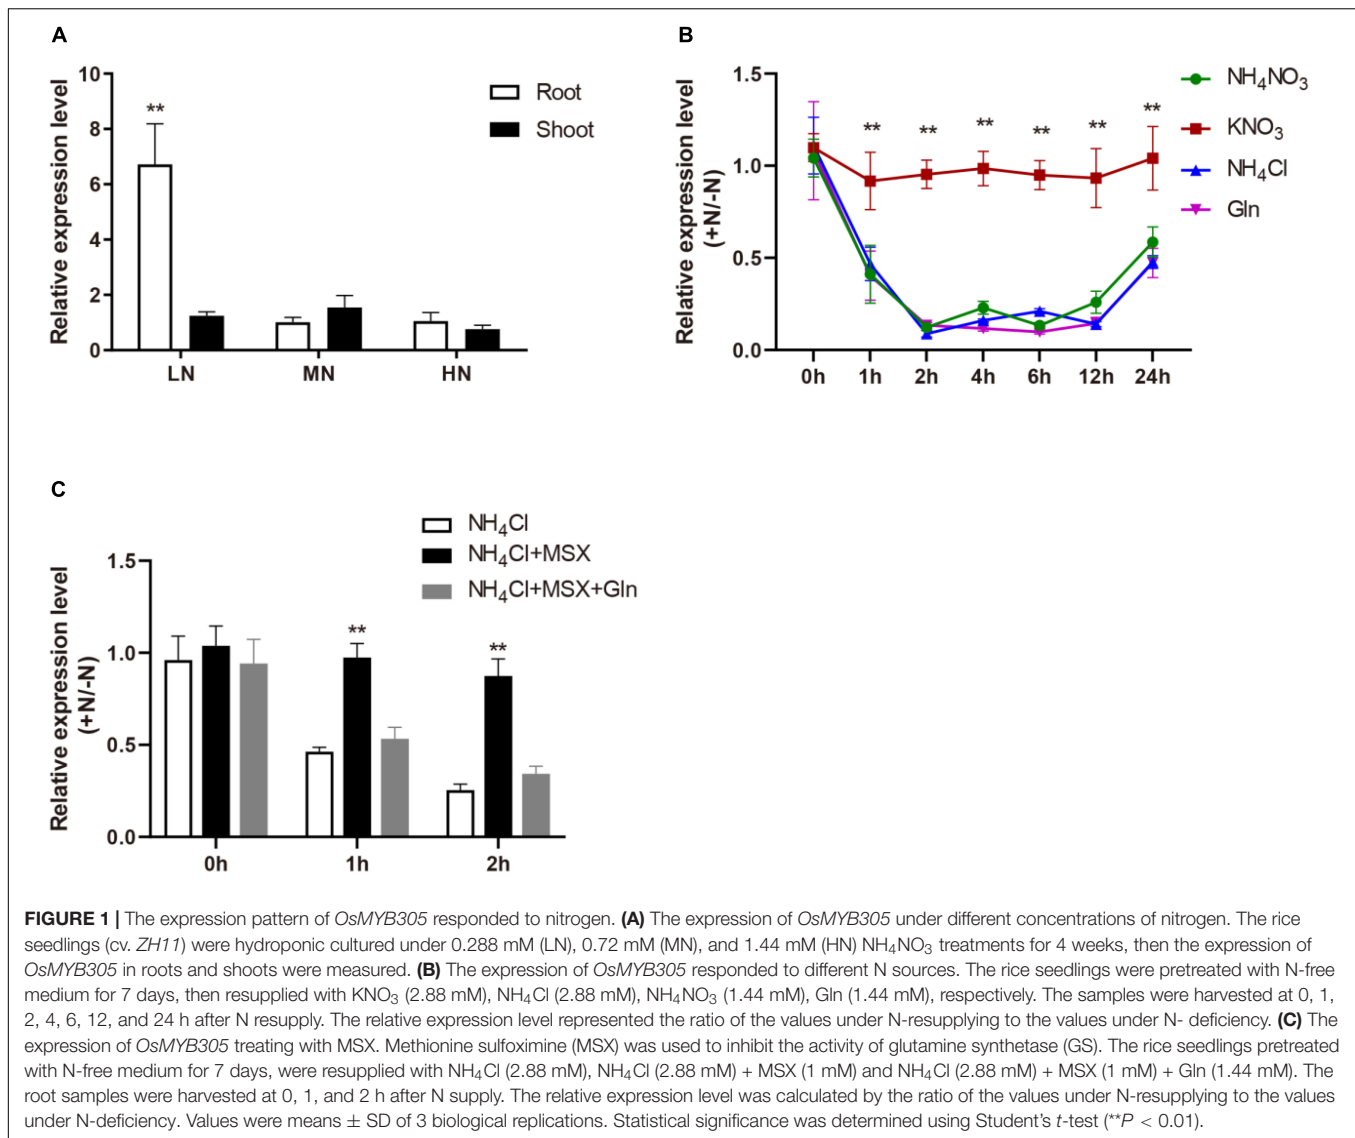 A
Relative expression level
10
8
6
4
2
0
**
LN
MN
HN
Root
Shoot
B
Relative expression level
(+N/-N)
1.5
1.0
0.5
0.0
** ** ** ** ** **
0h 1h 2h 4h 6h 12h 24h
NH₄NO₃
KNO₃
NH₄Cl
Gln
C
NH₄Cl
NH₄Cl+MSX
NH₄Cl+MSX+Gln
Relative expression level
(+N/-N)
1.5
1.0
0.5
0.0
** **
0h 1h 2h
FIGURE 1 | The expression pattern of OsMYB305 responded to nitrogen. (A) The expression of OsMYB305 under different concentrations of nitrogen. The rice
seedlings (cv. ZH11) were hydroponic cultured under 0.288 mM (LN), 0.72 mM (MN), and 1.44 mM (HN) NH₄NO₃ treatments for 4 weeks, then the expression of
OsMYB305 in roots and shoots were measured. (B) The expression of OsMYB305 responded to different N sources. The rice seedlings were pretreated with N-free
medium for 7 days, then resupplied with KNO₃ (2.88 mM), NH₄Cl (2.88 mM), NH₄NO₃ (1.44 mM), Gln (1.44 mM), respectively. The samples were harvested at 0, 1,
2, 4, 6, 12, and 24 h after N resupply. The relative expression level represented the ratio of the values under N-resupplying to the values under N- deficiency. (C) The
expression of OsMYB305 treating with MSX. Methionine sulfoximine (MSX) was used to inhibit the activity of glutamine synthetase (GS). The rice seedlings pretreated
with N-free medium for 7 days, were resupplied with NH₄Cl (2.88 mM), NH₄Cl (2.88 mM) + MSX (1 mM) and NH₄Cl (2.88 mM) + MSX (1 mM) + Gln (1.44 mM). The
root samples were harvested at 0, 1, and 2 h after N supply. The relative expression level was calculated by the ratio of the values under N-resupplying to the values
under N-deficiency. Values were means ± SD of 3 biological replications. Statistical significance was determined using Student's t-test (**P < 0.01).